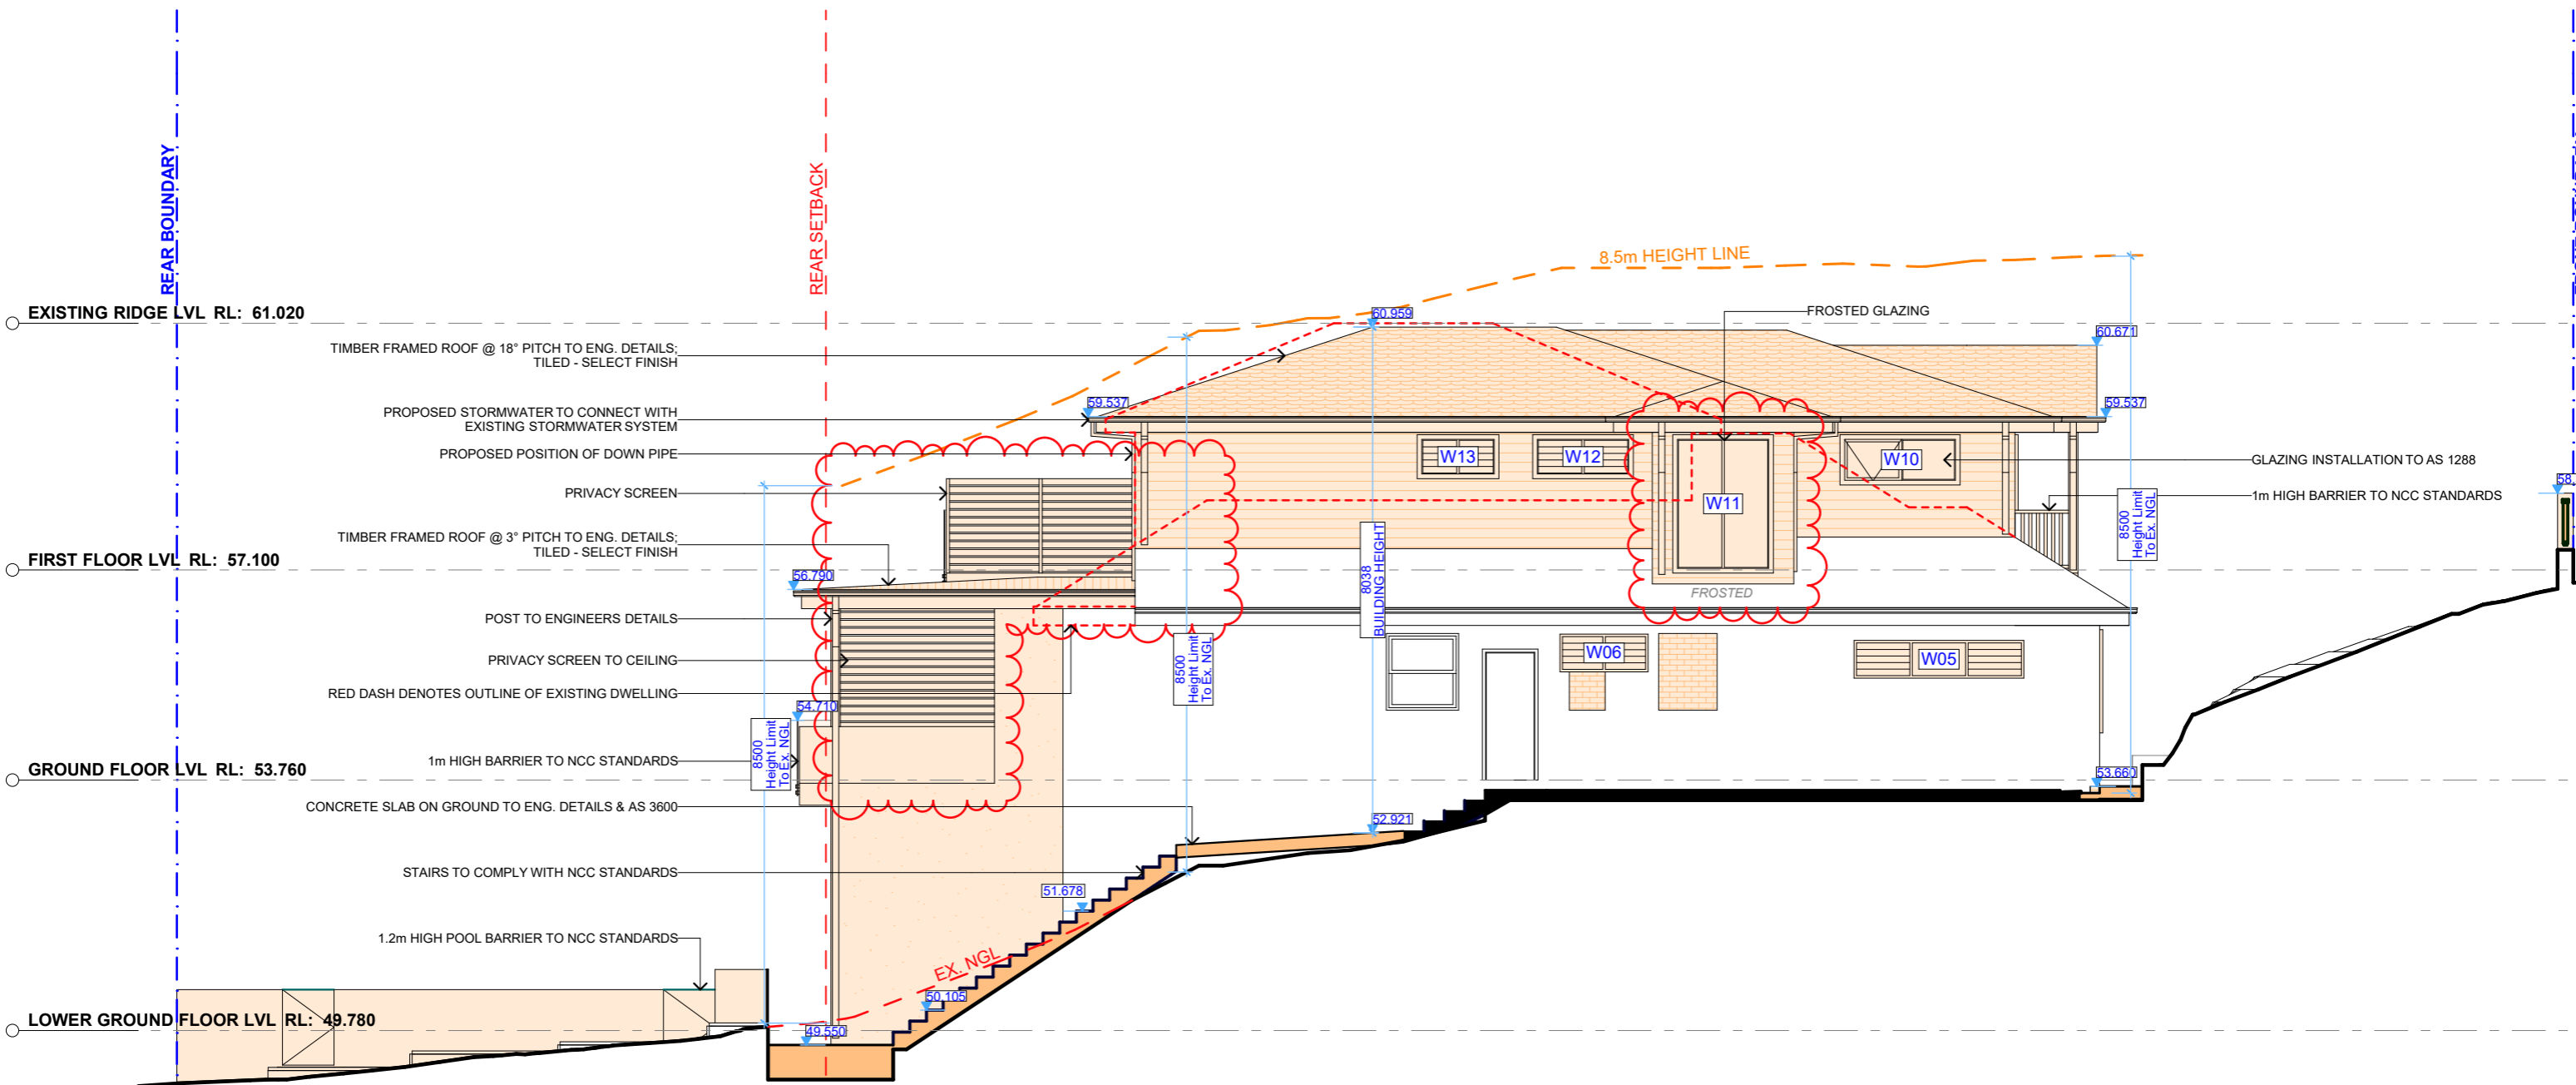 REAR BOUNDARY
REAR SETBACK
8.5m HEIGHT LINE
EXISTING RIDGE LVL RL: 61.020
60.959
FROSTED GLAZING
60.671
TIMBER FRAMED ROOF @ 18° PITCH TO ENG. DETAILS;
TILED - SELECT FINISH
59.537
59.537
PROPOSED STORMWATER TO CONNECT WITH
EXISTING STORMWATER SYSTEM
PROPOSED POSITION OF DOWN PIPE
W13
W12
W10
GLAZING INSTALLATION TO AS 1288
PRIVACY SCREEN
W11
1m HIGH BARRIER TO NCC STANDARDS
58.
8500
Height Limit
To Ex. NGL
TIMBER FRAMED ROOF @ 3° PITCH TO ENG. DETAILS;
TILED - SELECT FINISH
FIRST FLOOR LVL RL: 57.100
56.790
8038
BUILDING HEIGHT
FROSTED
POST TO ENGINEERS DETAILS
PRIVACY SCREEN TO CEILING
8500
Height Limit
To Ex. NGL
W06
W05
RED DASH DENOTES OUTLINE OF EXISTING DWELLING
54.710
8500
Height Limit
To Ex. NGL
1m HIGH BARRIER TO NCC STANDARDS
GROUND FLOOR LVL RL: 53.760
53.660
CONCRETE SLAB ON GROUND TO ENG. DETAILS & AS 3600
52.921
STAIRS TO COMPLY WITH NCC STANDARDS
51.678
1.2m HIGH POOL BARRIER TO NCC STANDARDS
EX. NGL
50.105
LOWER GROUND FLOOR LVL RL: 49.780
49.550